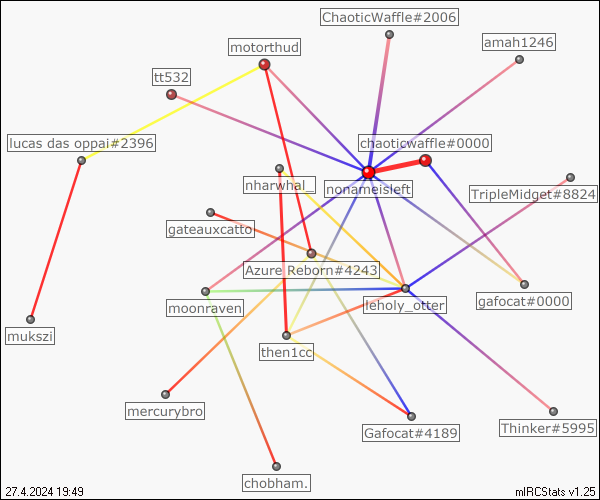 ChaoticWaffle#2006
motorthud
amah1246
tt532
lucas das oppai#2396
chaoticwaffle#0000
nharwhal_
nonameisleft
TripleMidget#8824
gateauxcatto
Azure Reborn#4243
moonraven
leholy_otter
gafocat#0000
mukszi
then1cc
mercurybro
Gafocat#4189
Thinker#5995
chobham.
27.4.2024 19:49
mIRCStats v1.25